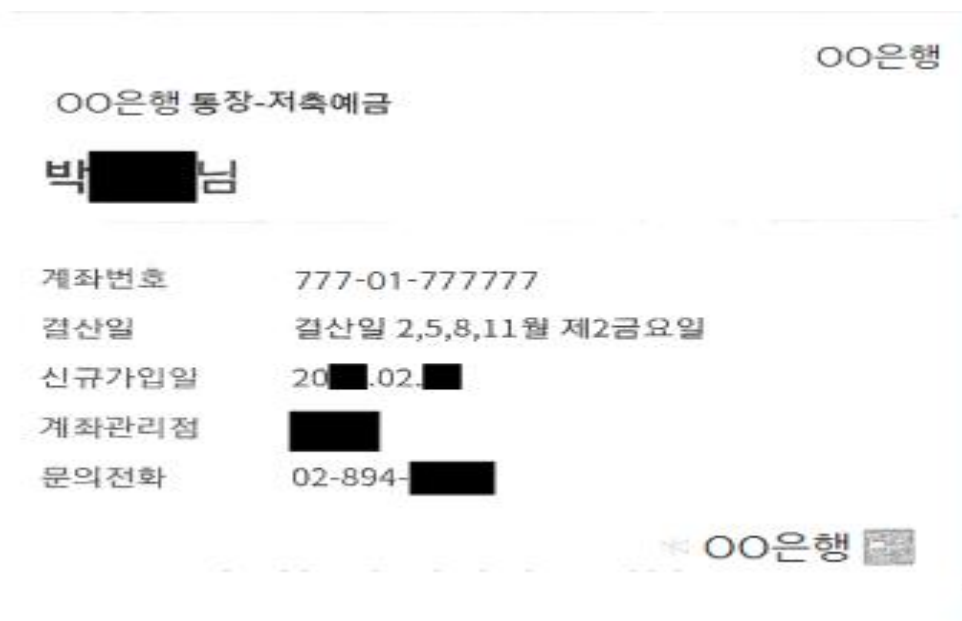 OO은행
OO은행 통장-저축예금
박 님
계좌번호 777-01-777777
결산일 결산일 2,5,8,11월 제2금요일
신규가입일 20 .02.
계좌관리점
문의전화 02-894-
OO은행